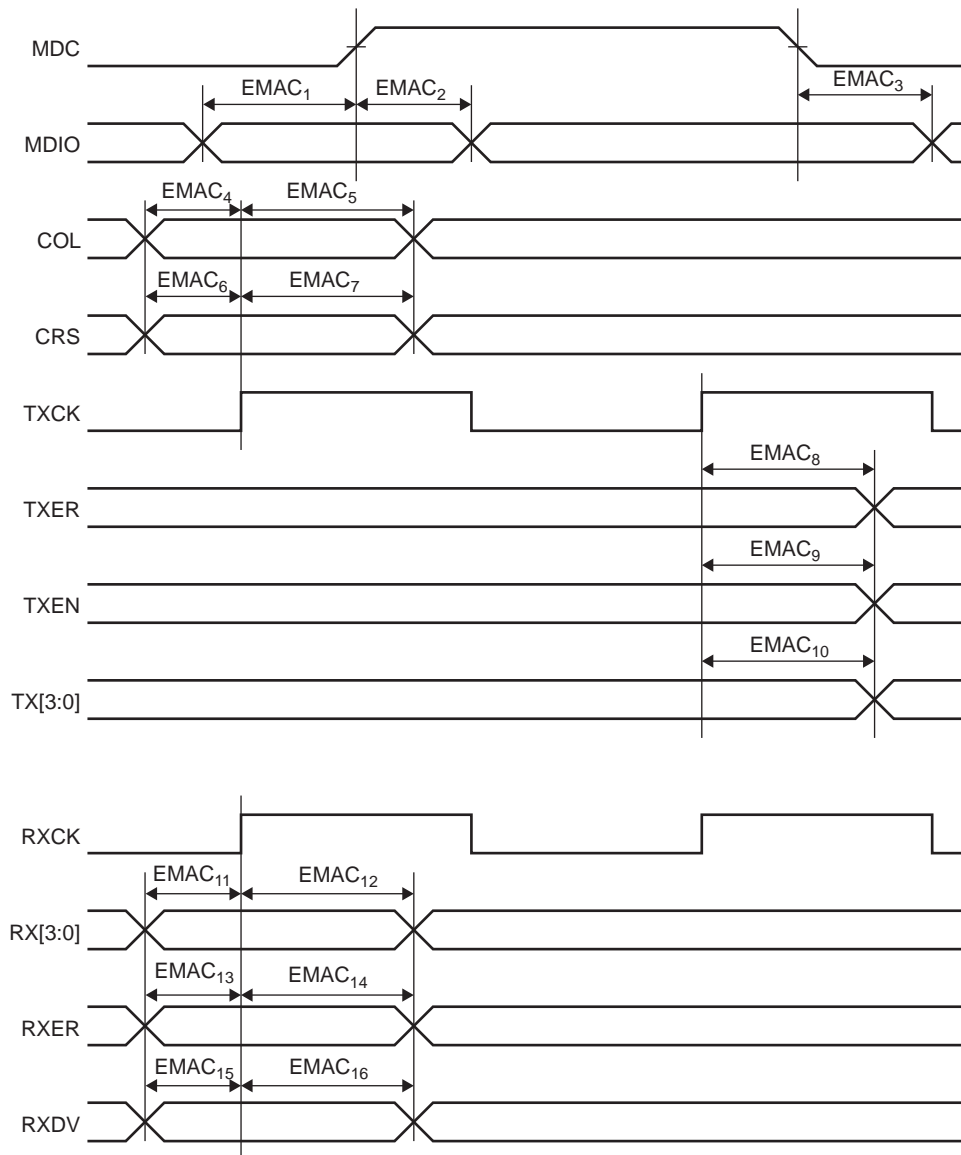 MDC
EMAC₁ EMAC₂ EMAC₃
MDIO
EMAC₄ EMAC₅
COL
EMAC₆ EMAC₇
CRS
TXCK
EMAC₈
TXER
EMAC₉
TXEN
EMAC₁₀
TX[3:0]
RXCK
EMAC₁₁ EMAC₁₂
RX[3:0]
EMAC₁₃ EMAC₁₄
RXER
EMAC₁₅ EMAC₁₆
RXDV